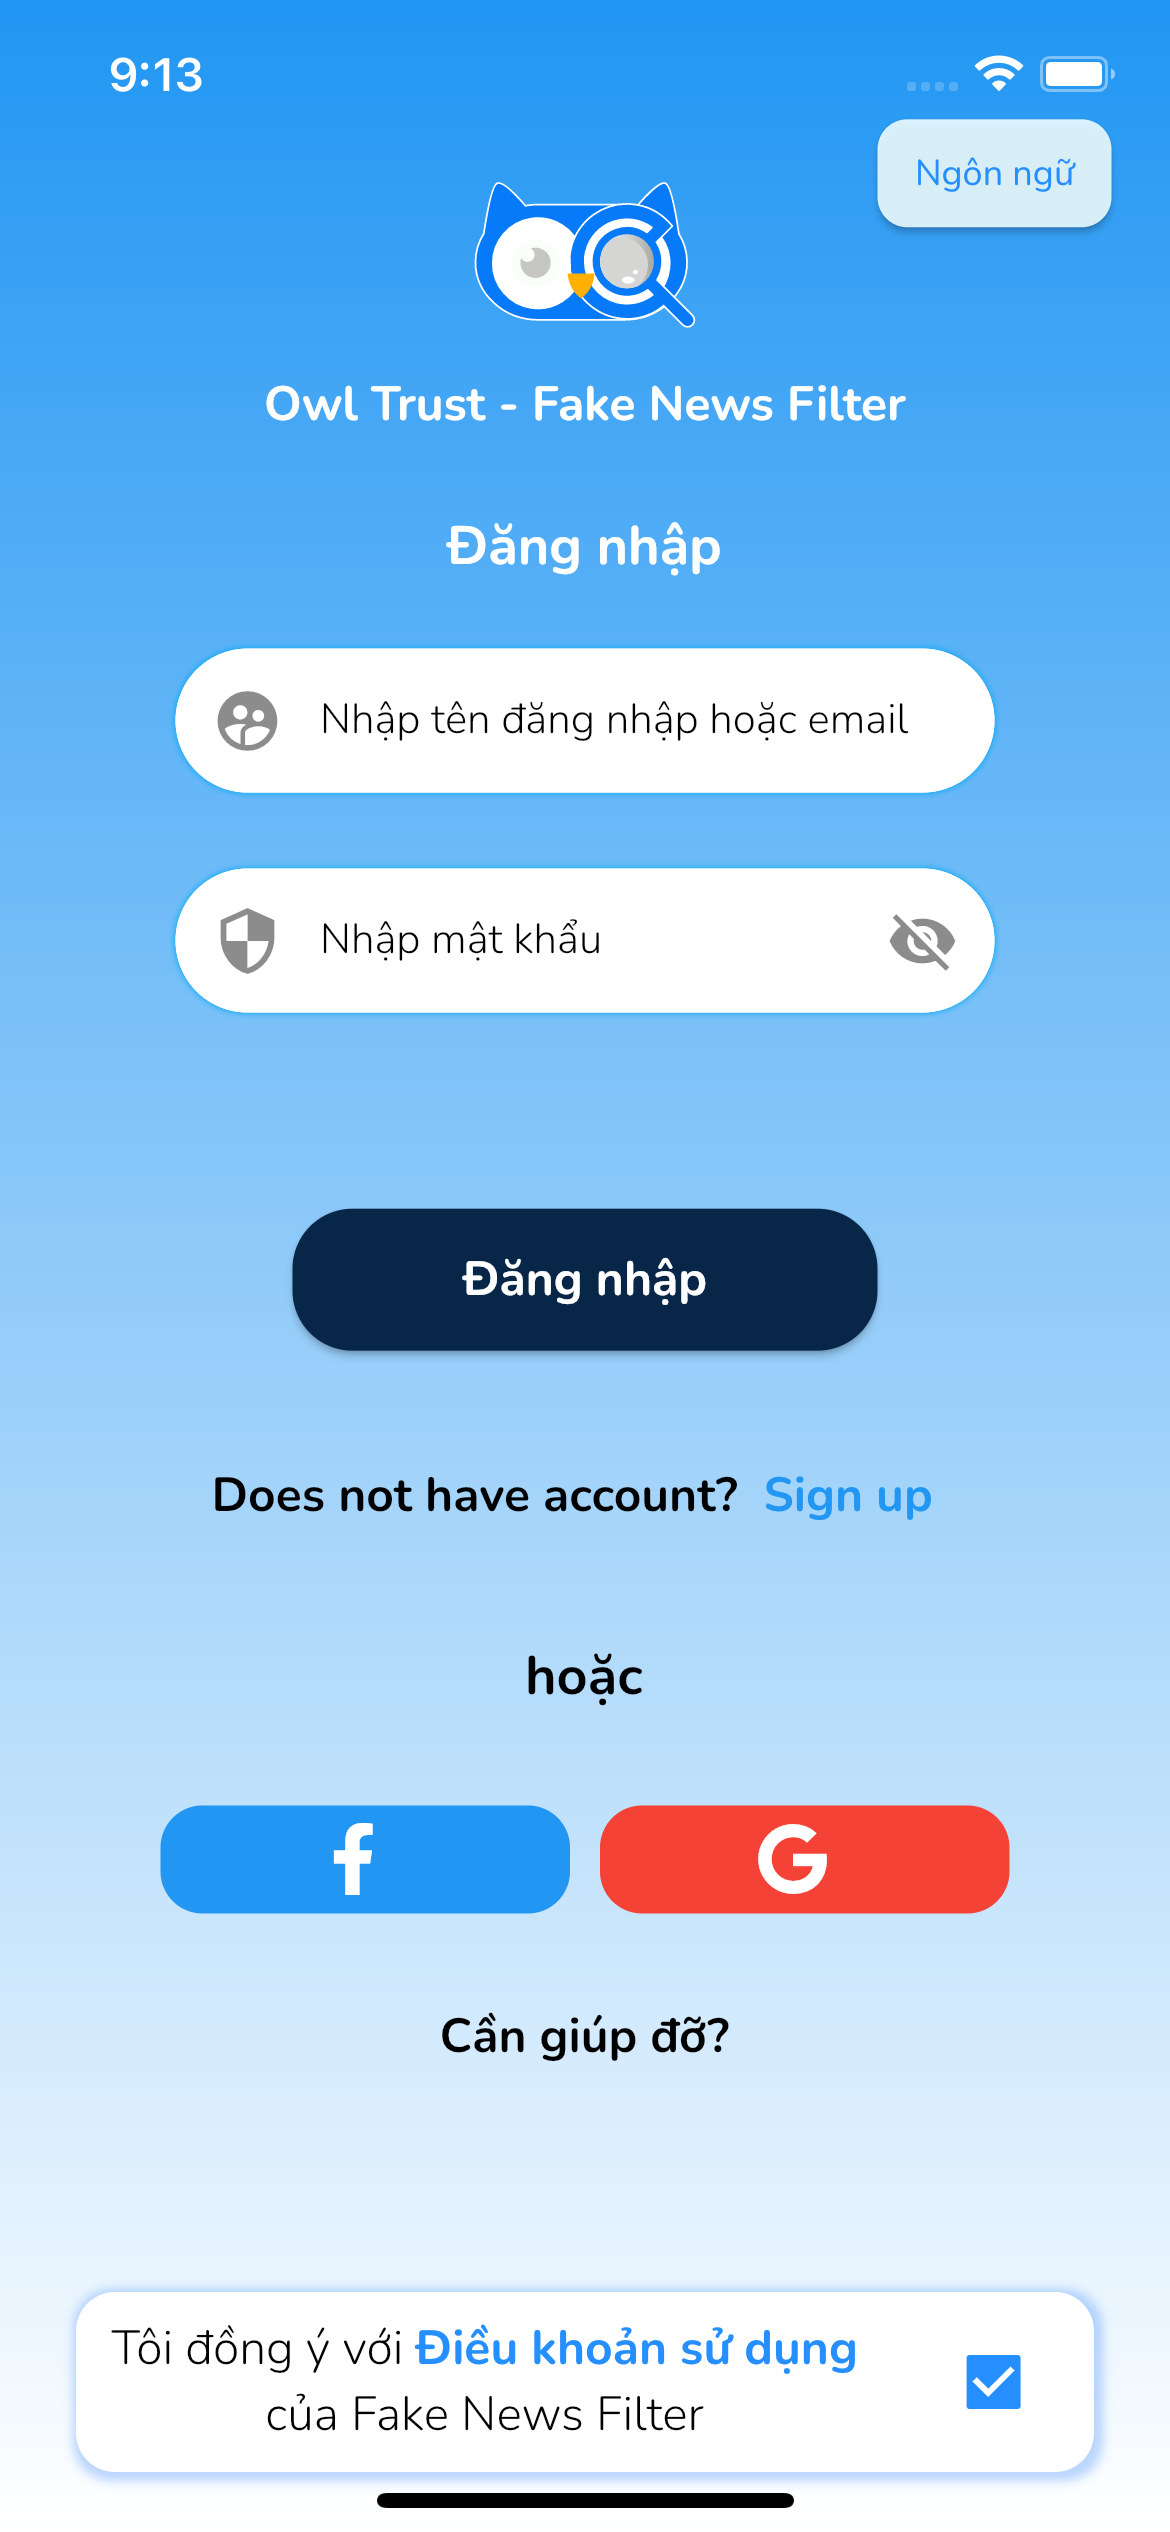 9:13
Ngôn ngữ
Owl Trust - Fake News Filter
Đăng nhập
Nhập tên đăng nhập hoặc email
Nhập mật khẩu
Đăng nhập
Does not have account? Sign up
hoặc
Cần giúp đỡ?
Tôi đồng ý với Điều khoản sử dụng
của Fake News Filter